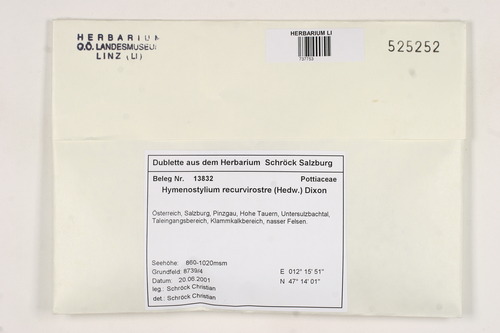 HERBARIUM
O.Ö. LANDESMUSEUM
LINZ (LI)
HERBARIUM LI
737753
525252
Dublette aus dem Herbarium Schröck Salzburg
Beleg Nr. 13832 Pottiaceae
Hymenostylium recurvirostre (Hedw.) Dixon
Österreich, Salzburg, Pinzgau, Hohe Tauern, Untersulzbachtal,
Taleingangsbereich, Klammkalkbereich, nasser Felsen.
Seehöhe: 860-1020msm
Grundfeld: 8739/4 E 012° 15' 51"
Datum: 20.06.2001 N 47° 14' 01"
leg.: Schröck Christian
det.: Schröck Christian